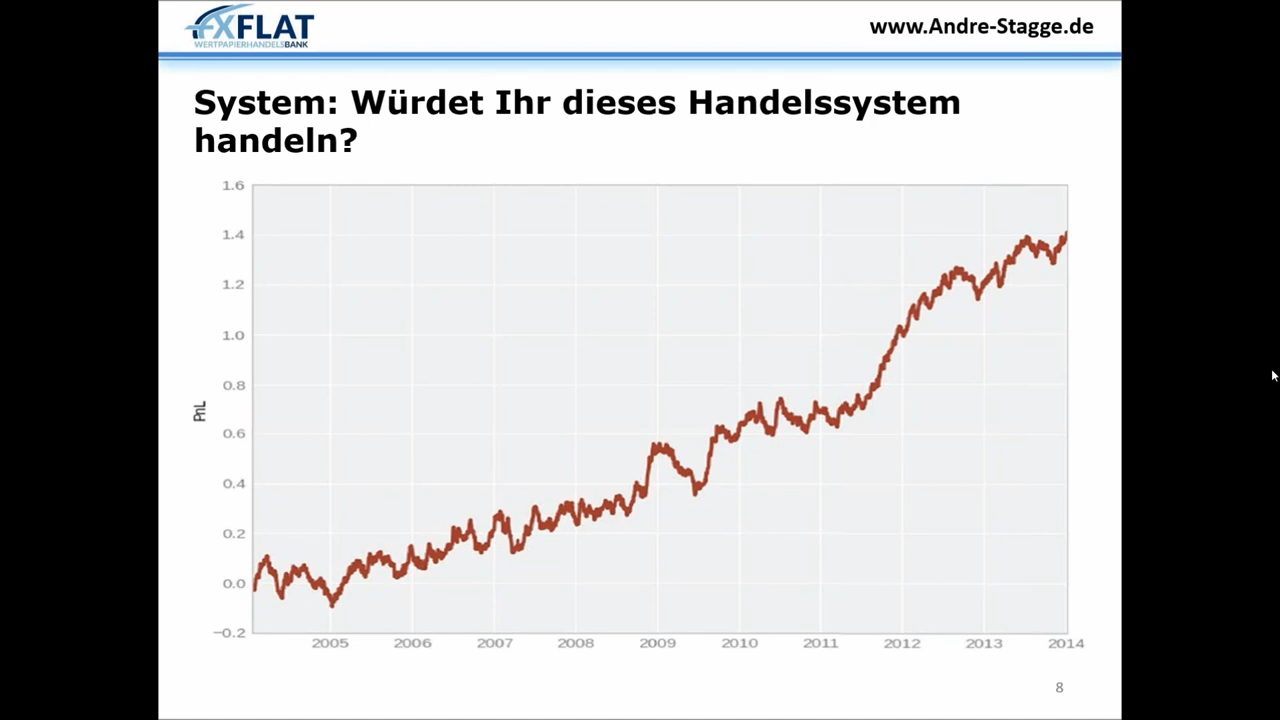 FXFLAT
WERTPAPIERHANDELSBANK
www.Andre-Stagge.de
System: Würdet Ihr dieses Handelssystem
handeln?
1.6
1.4
1.2
1.0
0.8
0.6
0.4
0.2
0.0
−0.2
PnL
2005 2006 2007 2008 2009 2010 2011 2012 2013 2014
8